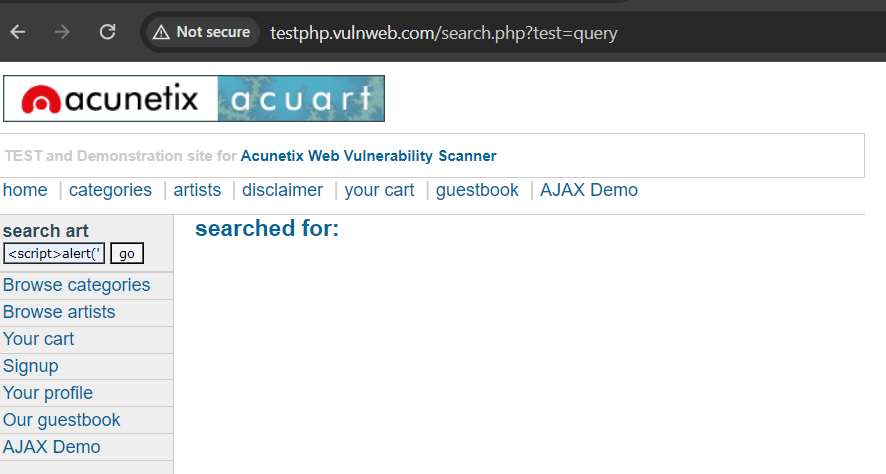 Not secure testphp.vulnweb.com/search.php?test=query
acunetix acuart
TEST and Demonstration site for Acunetix Web Vulnerability Scanner
home | categories | artists | disclaimer | your cart | guestbook | AJAX Demo
search art
<script>alert(' go
searched for:
Browse categories
Browse artists
Your cart
Signup
Your profile
Our guestbook
AJAX Demo